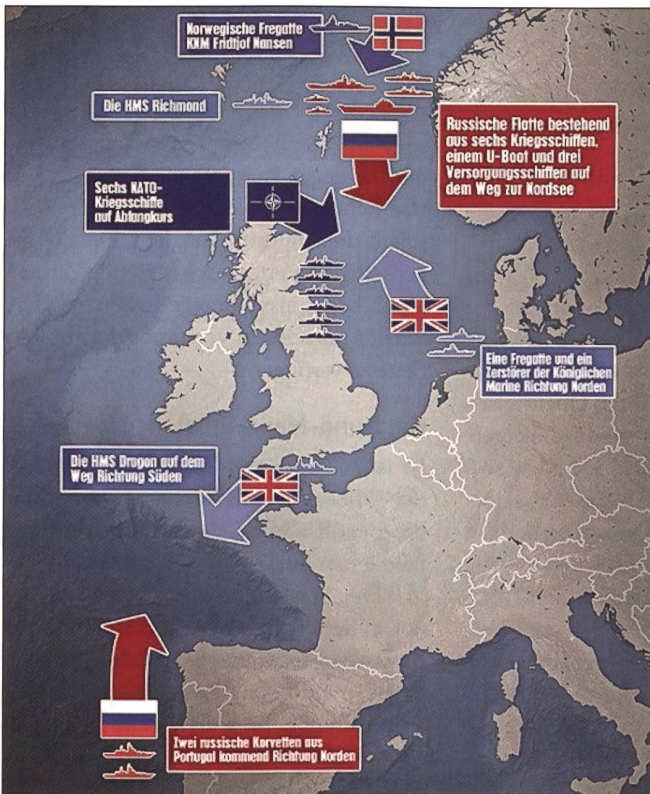 Norwegische Fregatte
KNM Fridtjof Nansen
Die HMS Richmond
Russische Flotte bestehend
aus sechs Kriegsschiffen,
einem U-Boot und drei
Versorgungsschiffen auf
dem Weg zur Nordsee
Sechs NATO-
Kriegsschiffe
auf Abfangkurs
Eine Fregatte und ein
Zerstörer der Königlichen
Marine Richtung Norden
Die HMS Dragon auf dem
Weg Richtung Süden
Zwei russische Korvetten aus
Portugal kommend Richtung Norden